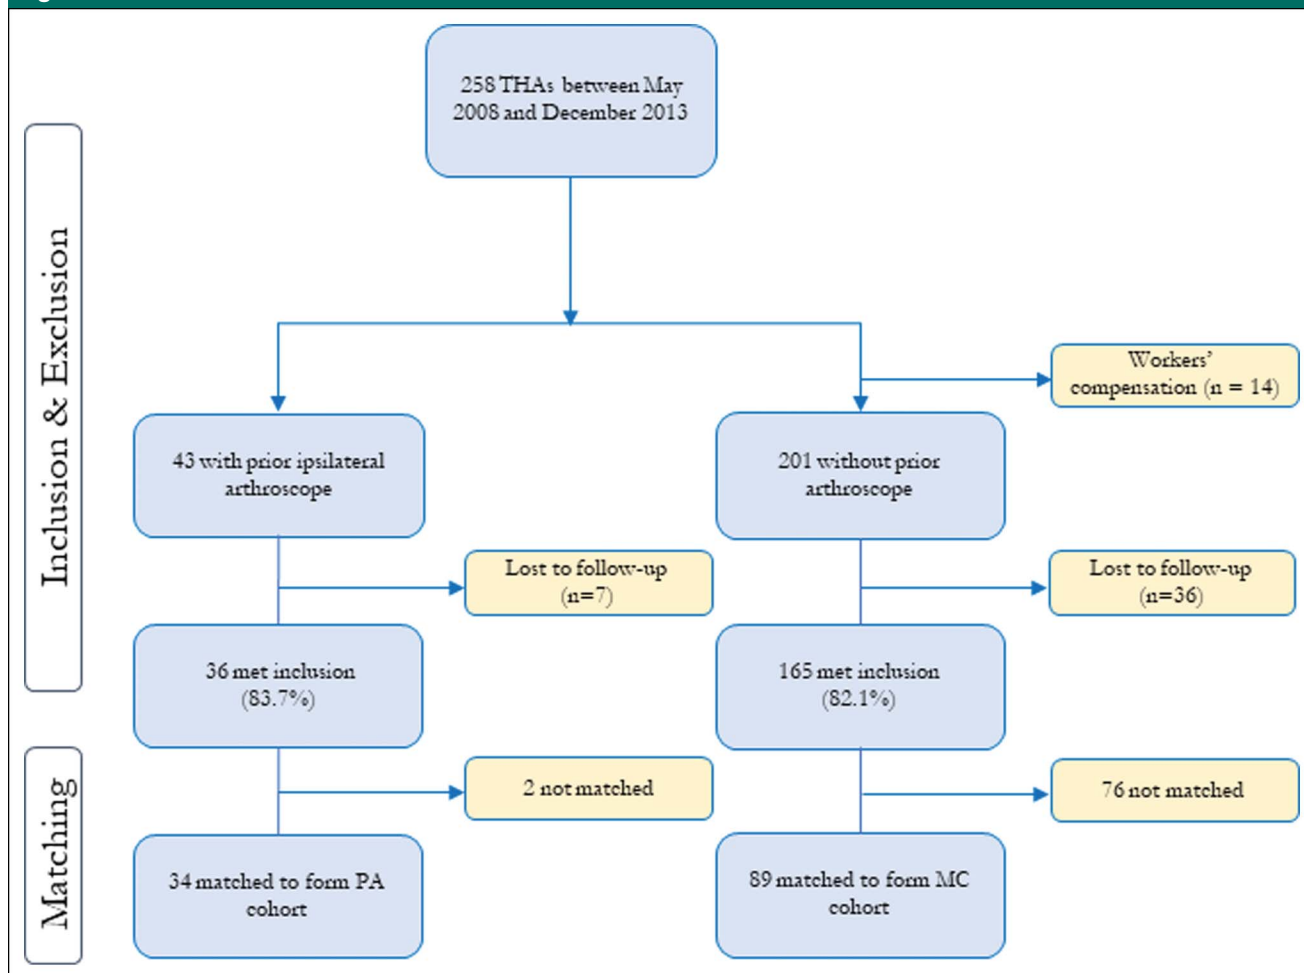 258 THAs between May
2008 and December 2013
Inclusion & Exclusion
Workers'
compensation (n = 14)
43 with prior ipsilateral
arthroscope
201 without prior
arthroscope
Lost to follow-up
(n=7)
Lost to follow-up
(n=36)
36 met inclusion
(83.7%)
165 met inclusion
(82.1%)
Matching
2 not matched
76 not matched
34 matched to form PA
cohort
89 matched to form MC
cohort